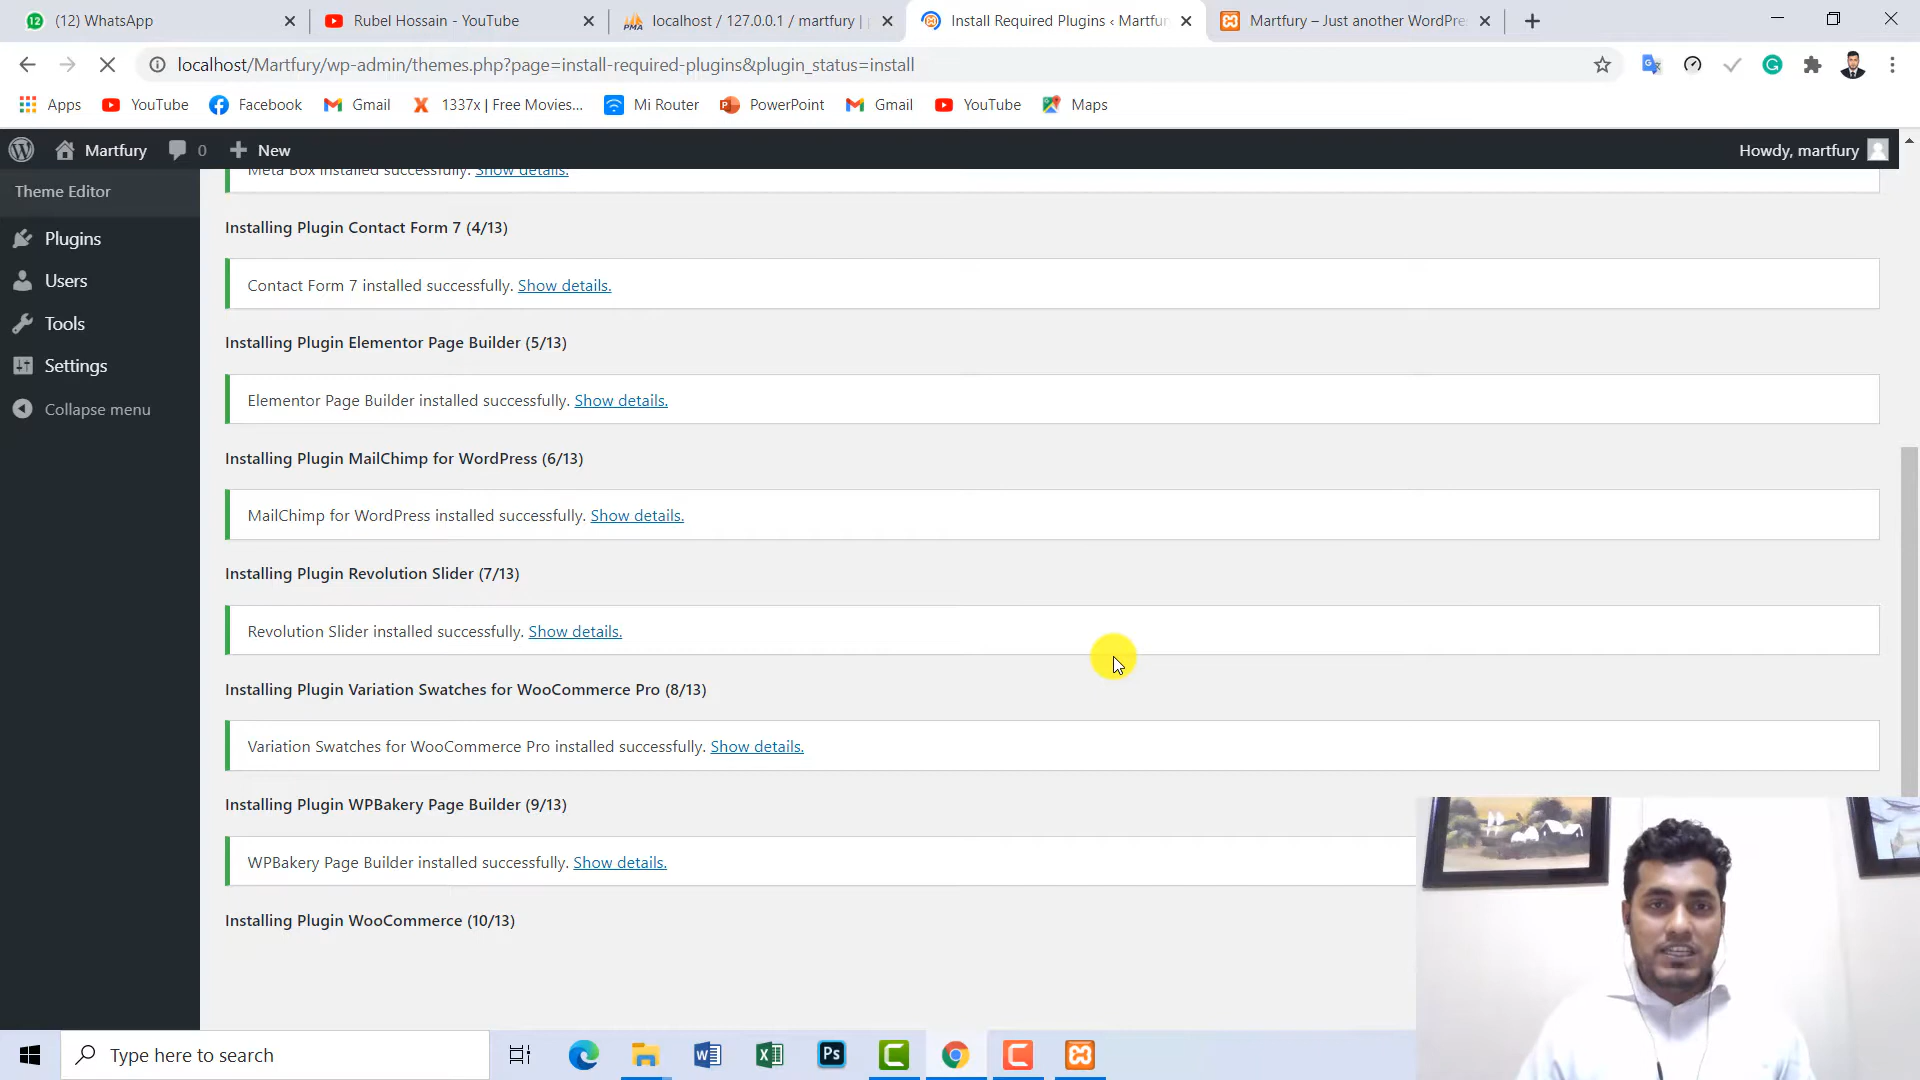 (12) WhatsApp
Rubel Hossain - YouTube
localhost / 127.0.0.1 / martfury |
Install Required Plugins ‹ Martfury
Martfury – Just another WordPre
localhost/Martfury/wp-admin/themes.php?page=install-required-plugins&plugin_status=install
Apps
YouTube
Facebook
Gmail
1337x | Free Movies...
Mi Router
PowerPoint
Gmail
YouTube
Maps
Martfury
0
New
Howdy, martfury
Theme Editor
Plugins
Users
Tools
Settings
Collapse menu
Meta Box installed successfully. Show details.
Installing Plugin Contact Form 7 (4/13)
Contact Form 7 installed successfully. Show details.
Installing Plugin Elementor Page Builder (5/13)
Elementor Page Builder installed successfully. Show details.
Installing Plugin MailChimp for WordPress (6/13)
MailChimp for WordPress installed successfully. Show details.
Installing Plugin Revolution Slider (7/13)
Revolution Slider installed successfully. Show details.
Installing Plugin Variation Swatches for WooCommerce Pro (8/13)
Variation Swatches for WooCommerce Pro installed successfully. Show details.
Installing Plugin WPBakery Page Builder (9/13)
WPBakery Page Builder installed successfully. Show details.
Installing Plugin WooCommerce (10/13)
Type here to search